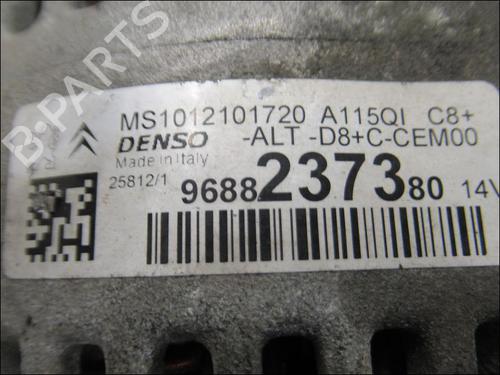 MS1012101720 A115QI C8+
DENSO -ALT -D8+C-CEM00
Made in Italy
25812/1
9688237380 14V
B-PARTS